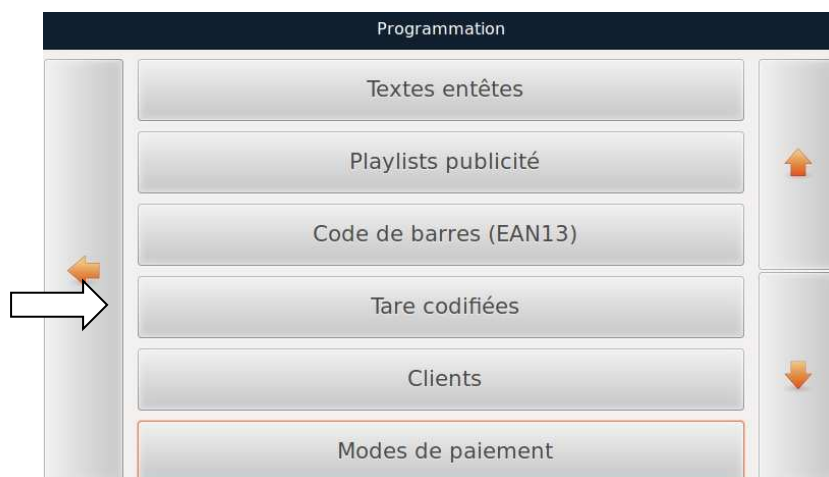 Programmation
Textes entêtes
Playlists publicité
Code de barres (EAN13)
Tare codifiées
Clients
Modes de paiement